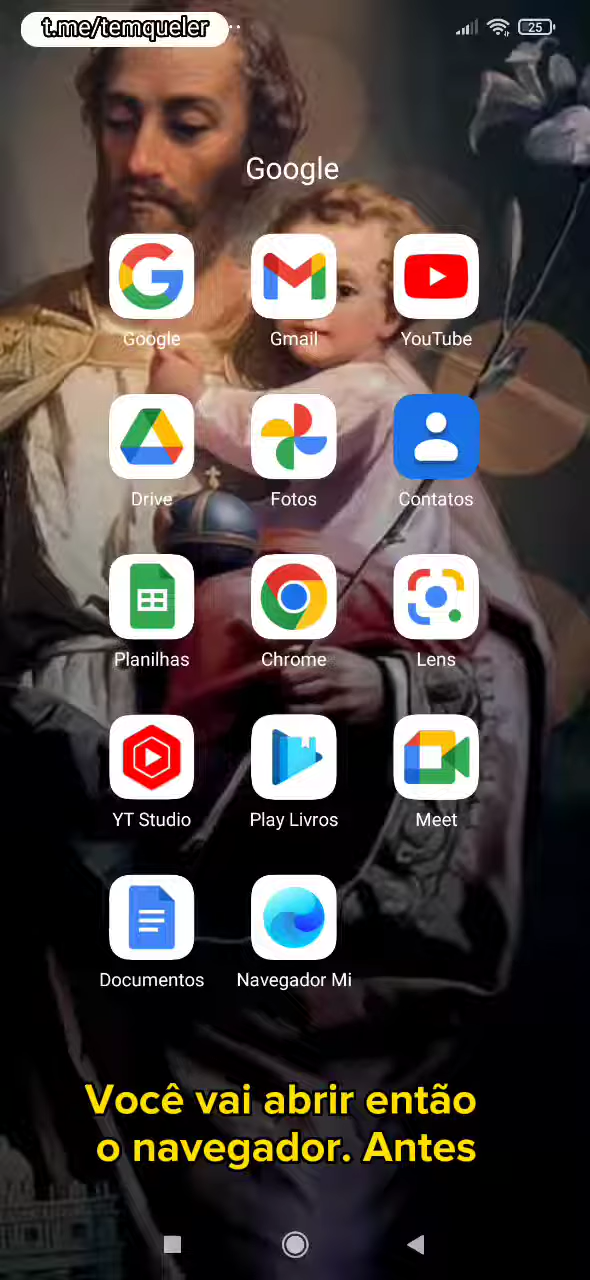 t.me/temqueler
25
Google
Google Gmail YouTube
Drive Fotos Contatos
Planilhas Chrome Lens
YT Studio Play Livros Meet
Documentos Navegador Mi
Você vai abrir então
o navegador. Antes